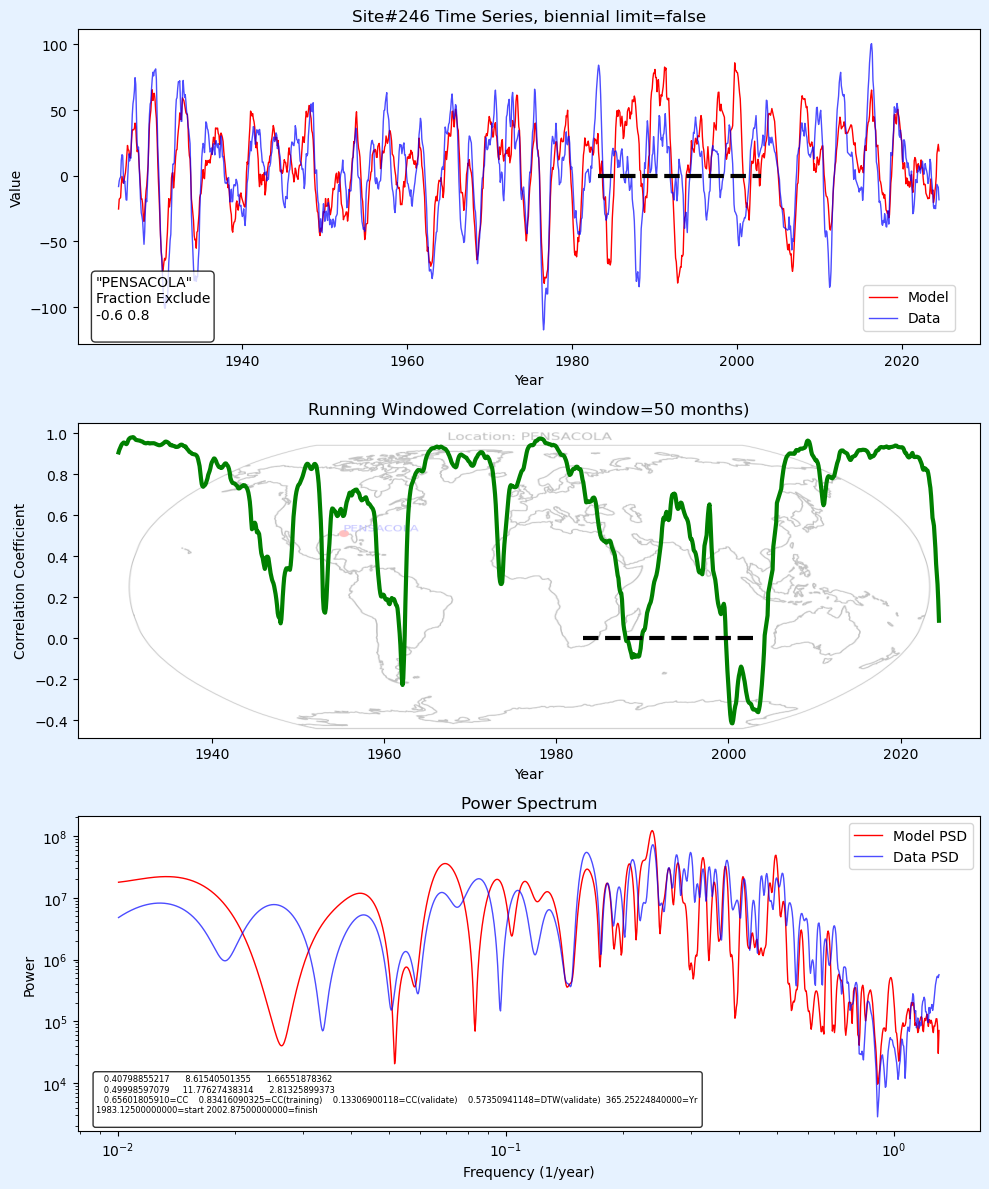 Site#246 Time Series, biennial limit=false
100
50
0
−50
−100
Value
"PENSACOLA"
Fraction Exclude
-0.6 0.8
Model
Data
1940
1960
1980
2000
2020
Year
Running Windowed Correlation (window=50 months)
Location: PENSACOLA
PENSACOLA
1.0
0.8
0.6
0.4
0.2
0.0
−0.2
−0.4
Correlation Coefficient
1940
1960
1980
2000
2020
Year
Power Spectrum
Model PSD
Data PSD
10^8
10^7
10^6
10^5
10^4
Power
0.40798855217 8.61540501355 1.66551878362
0.49998597079 11.77627438314 2.81325899373
0.65601805910=CC 0.83416090325=CC(training) 0.13306900118=CC(validate) 0.57350941148=DTW(validate) 365.25224840000=Yr
1983.12500000000=start 2002.87500000000=finish
10^−2
10^−1
10^0
Frequency (1/year)